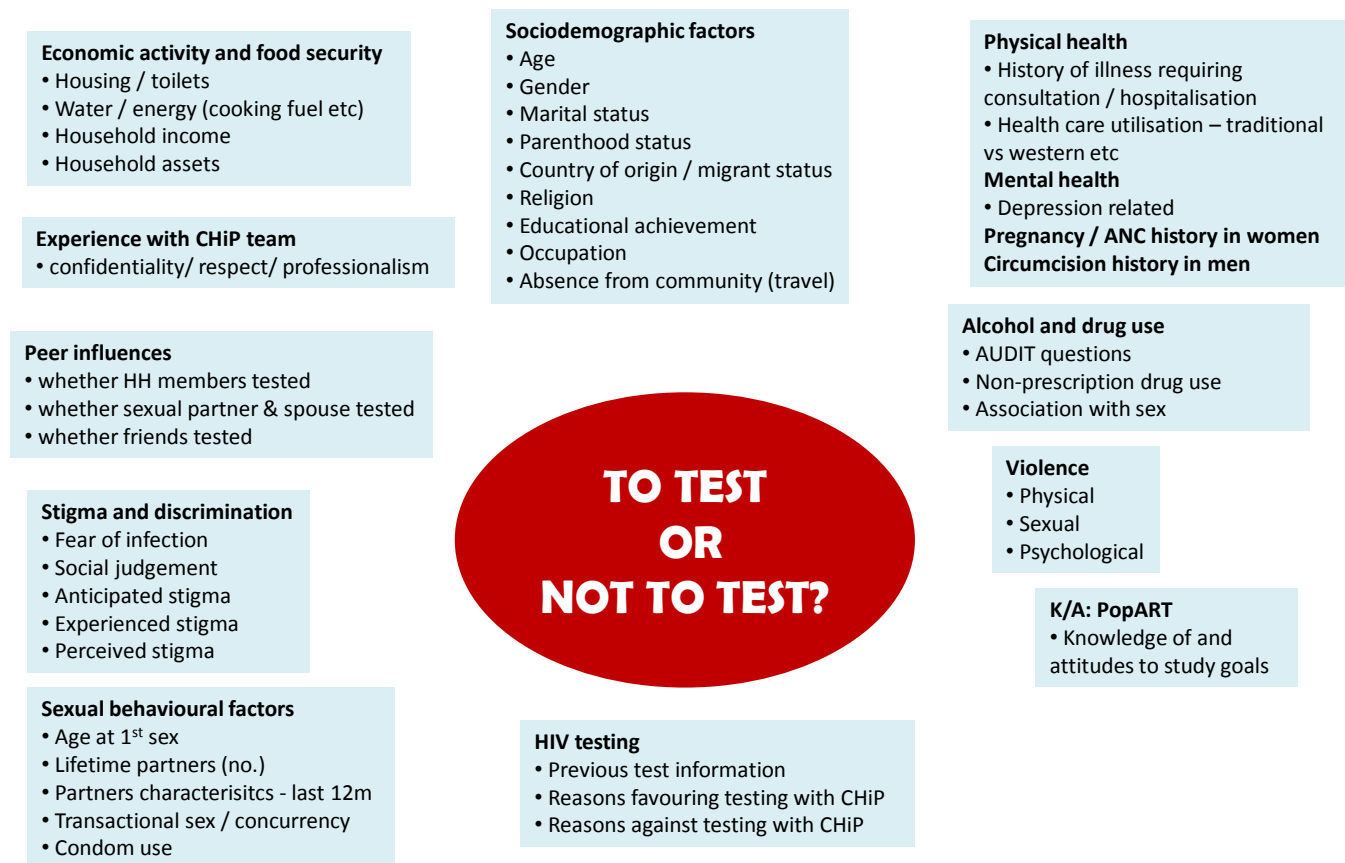 Economic activity and food security
• Housing / toilets
• Water / energy (cooking fuel etc)
• Household income
• Household assets
Sociodemographic factors
• Age
• Gender
• Marital status
• Parenthood status
• Country of origin / migrant status
• Religion
• Educational achievement
• Occupation
• Absence from community (travel)
Physical health
• History of illness requiring
consultation / hospitalisation
• Health care utilisation – traditional
vs western etc
Mental health
• Depression related
Pregnancy / ANC history in women
Circumcision history in men
Experience with CHiP team
• confidentiality/ respect/ professionalism
Peer influences
• whether HH members tested
• whether sexual partner & spouse tested
• whether friends tested
Alcohol and drug use
• AUDIT questions
• Non-prescription drug use
• Association with sex
TO TEST
OR
NOT TO TEST?
Violence
• Physical
• Sexual
• Psychological
Stigma and discrimination
• Fear of infection
• Social judgement
• Anticipated stigma
• Experienced stigma
• Perceived stigma
K/A: PopART
• Knowledge of and
attitudes to study goals
Sexual behavioural factors
• Age at 1st sex
• Lifetime partners (no.)
• Partners characterisitcs - last 12m
• Transactional sex / concurrency
• Condom use
HIV testing
• Previous test information
• Reasons favouring testing with CHiP
• Reasons against testing with CHiP